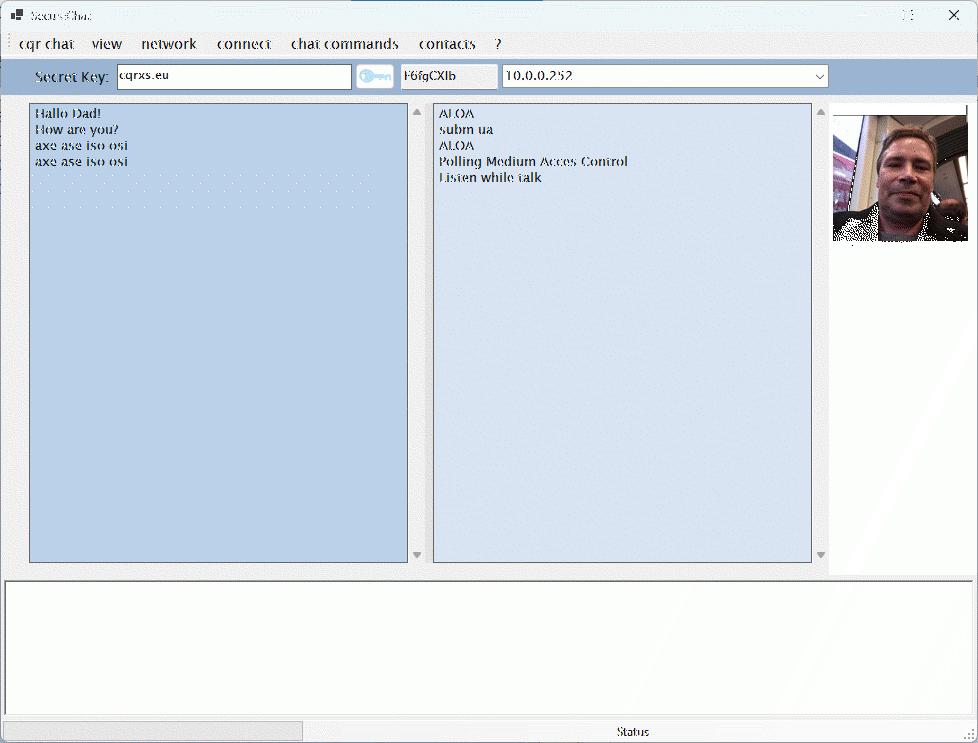 SecureChat
cqr chat view network connect chat commands contacts ?
Secret Key: cqrxs.eu F6fgCXIb 10.0.0.252
Hallo Dad!
How are you?
axe ase iso osi
axe ase iso osi
ALOA
subm ua
ALOA
Polling Medium Acces Control
Listen while talk
Status